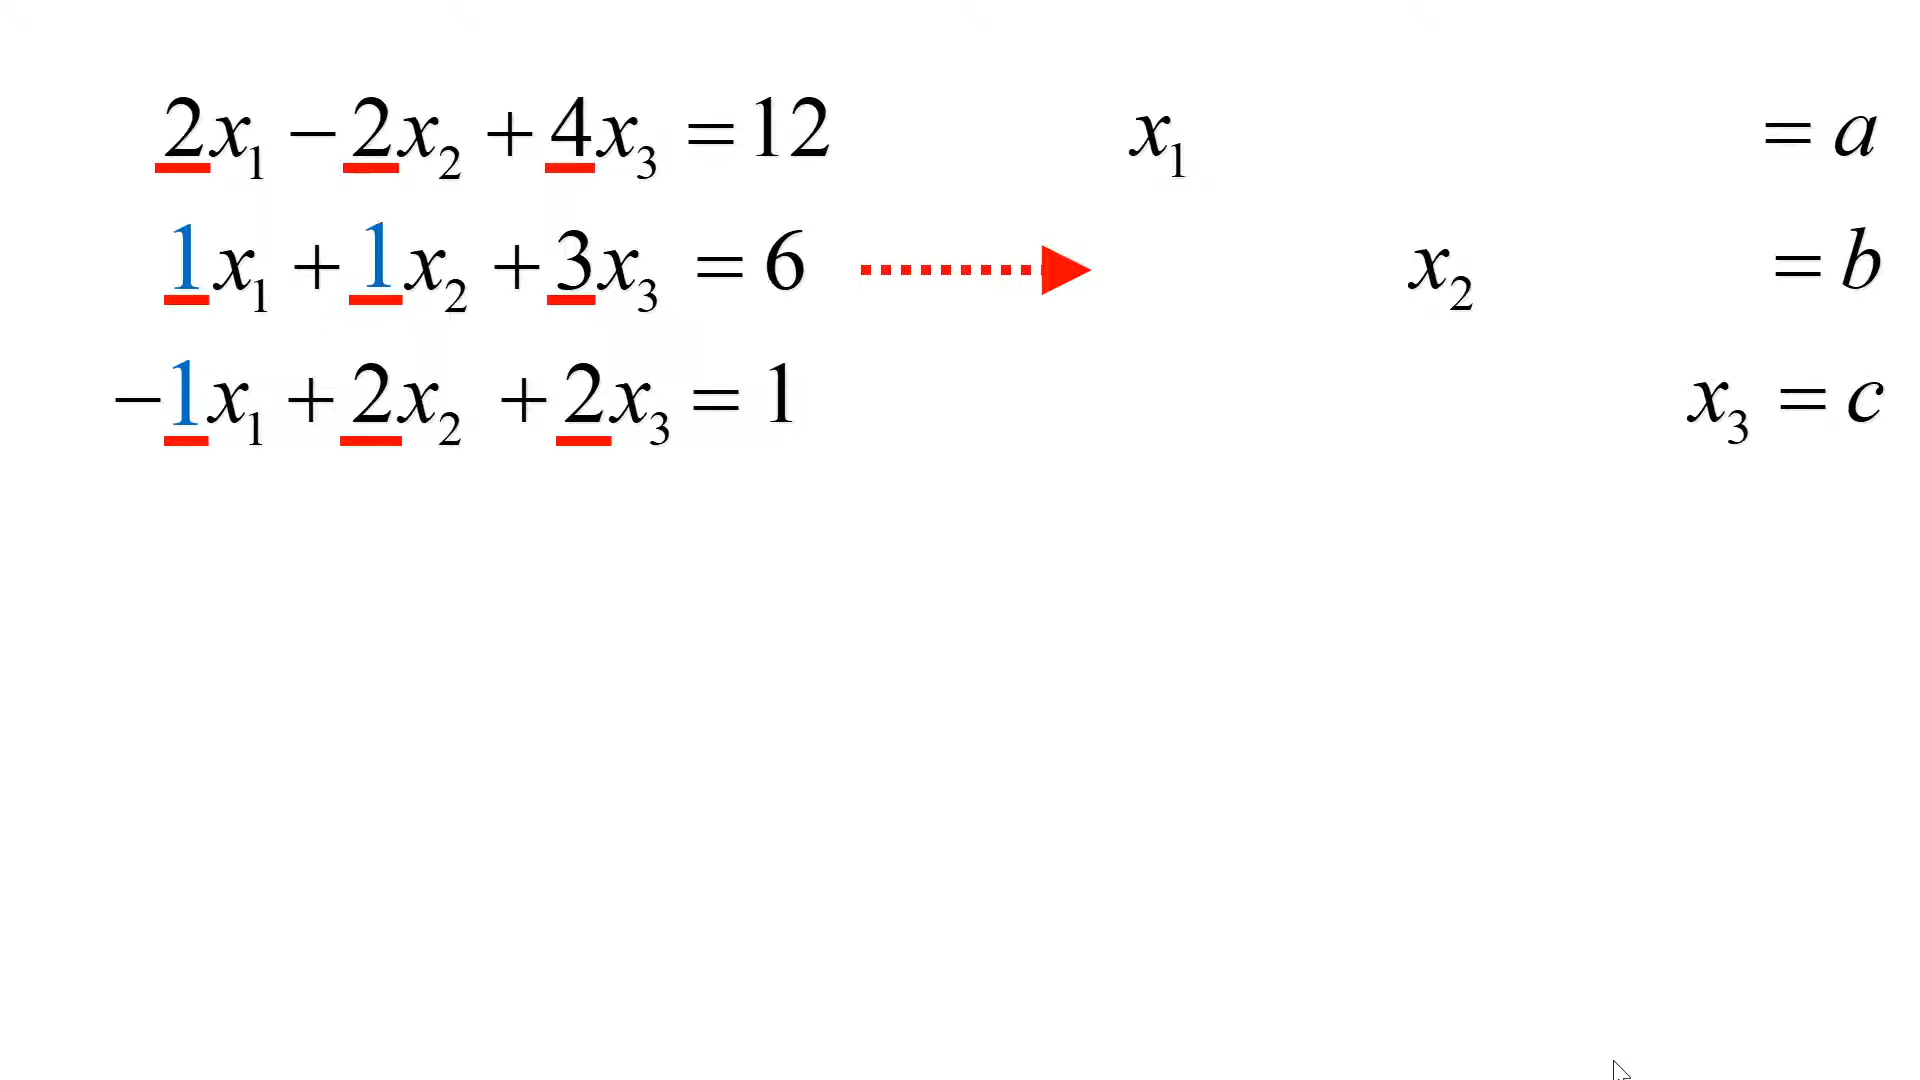 2x₁ − 2x₂ + 4x₃ = 12 x₁ = a
1x₁ + 1x₂ + 3x₃ = 6 x₂ = b
−1x₁ + 2x₂ + 2x₃ = 1 x₃ = c